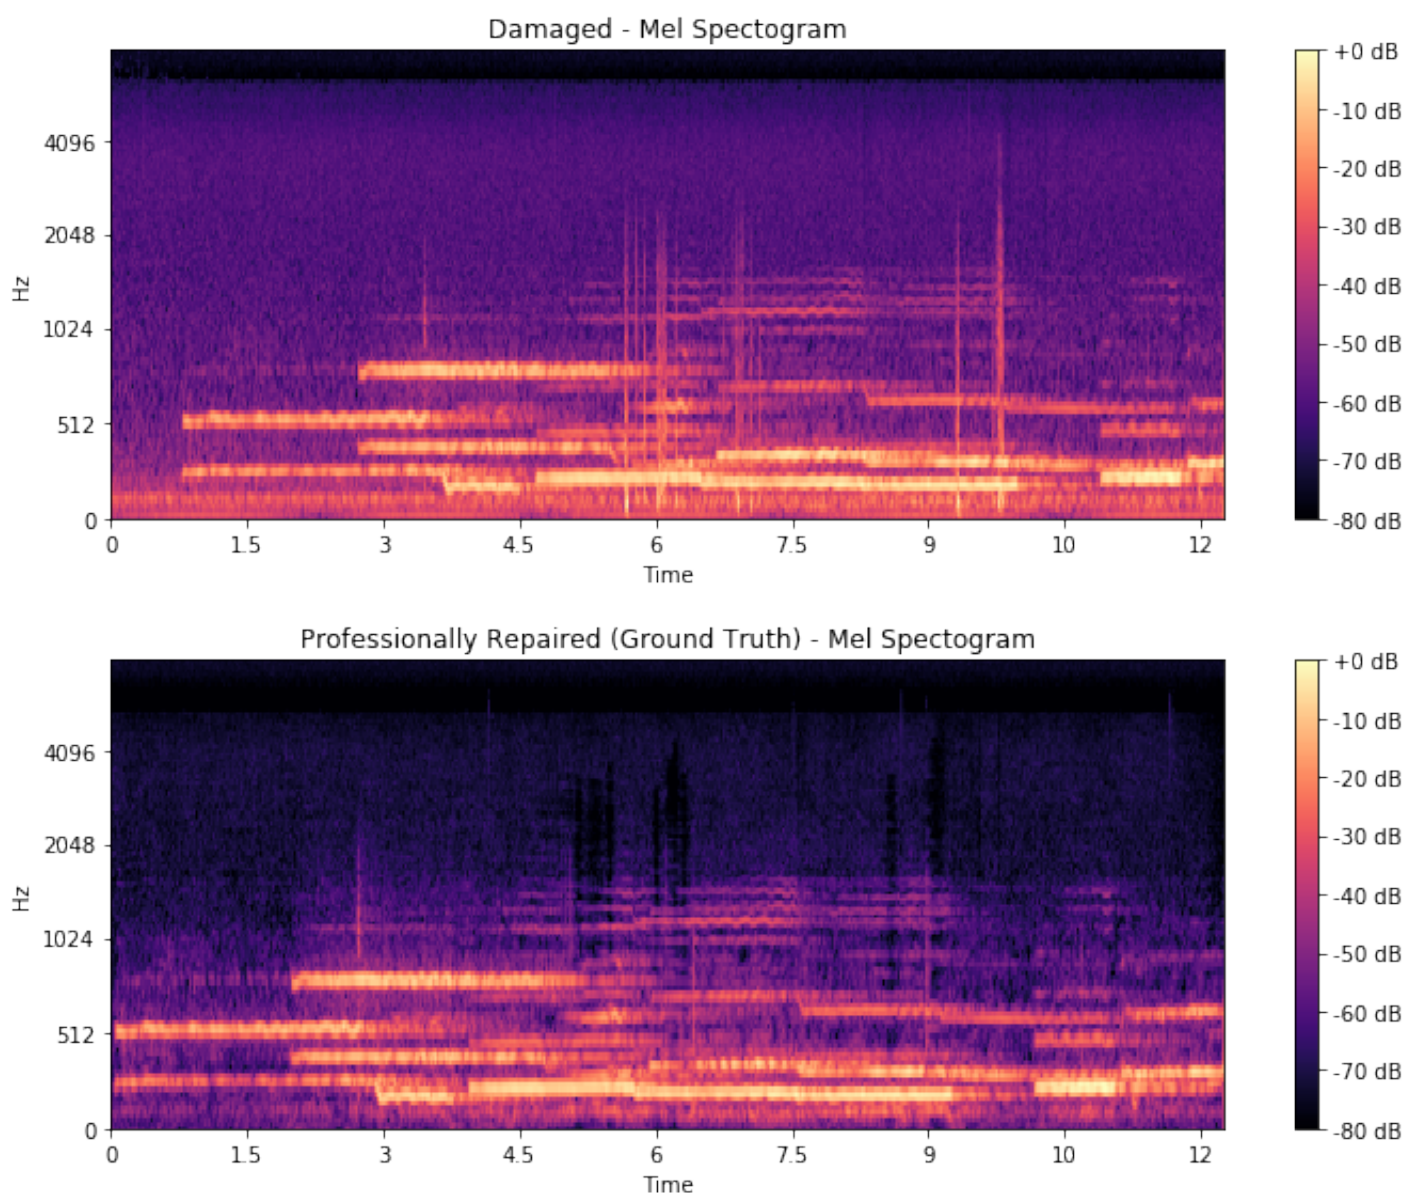 Damaged - Mel Spectogram
+0 dB
-10 dB
4096
-20 dB
2048
-30 dB
Hz
-40 dB
1024
-50 dB
512
-60 dB
-70 dB
0
-80 dB
0 1.5 3 4.5 6 7.5 9 10 12
Time
Professionally Repaired (Ground Truth) - Mel Spectogram
+0 dB
-10 dB
4096
-20 dB
2048
-30 dB
Hz
-40 dB
1024
-50 dB
512
-60 dB
-70 dB
0
-80 dB
0 1.5 3 4.5 6 7.5 9 10 12
Time